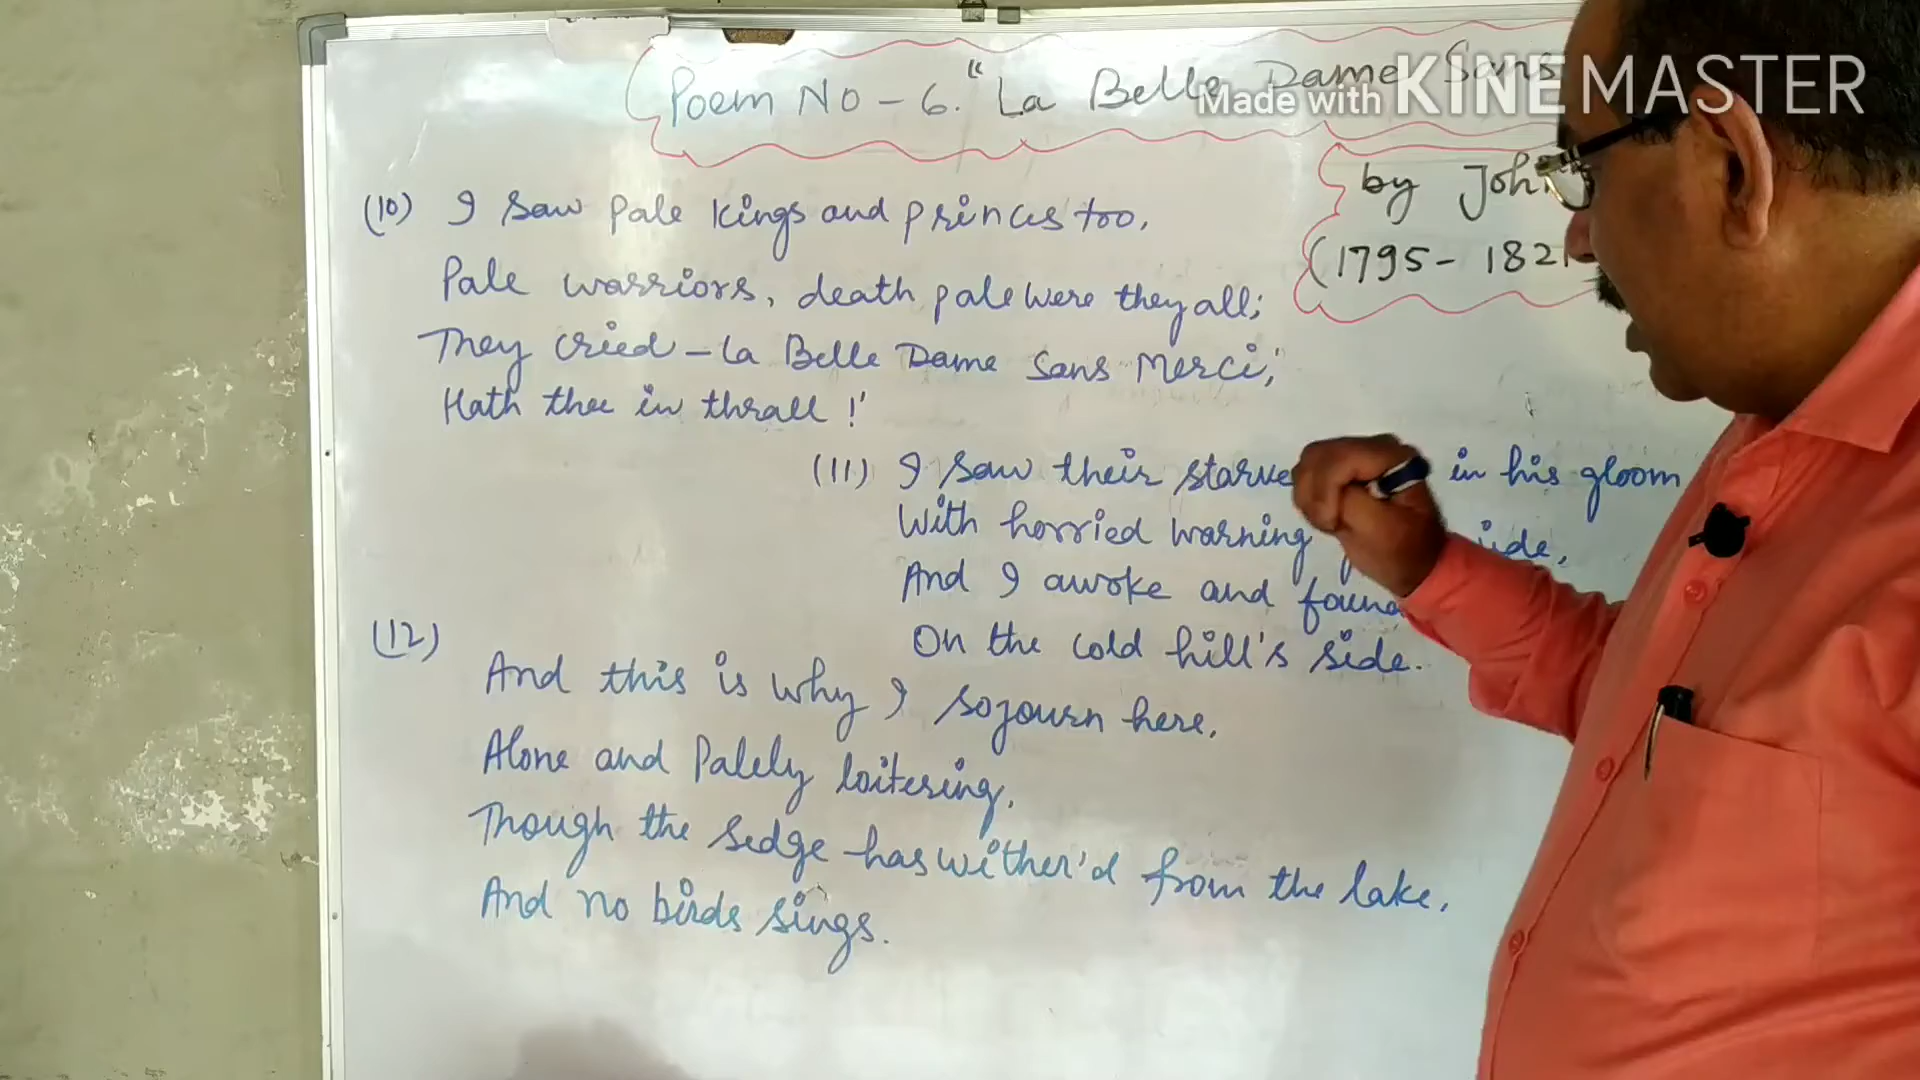 Poem No - 6. "La Belle Dame Sans
Made with KINEMASTER
by Joh
(1795 - 1821
(10) I saw Pale Kings and princes too,
Pale warriors, death pale were they all;
They cried - La Belle Dame Sans Merci,'
Hath thee in thrall!'
(11) I saw their starve in his gloom
With horried warning
And I awoke and found
On the cold hill's side.
(12)
And this is why I sojourn here,
Alone and Palely loitering,
Though the sedge has wither'd from the lake,
And no birds sings.